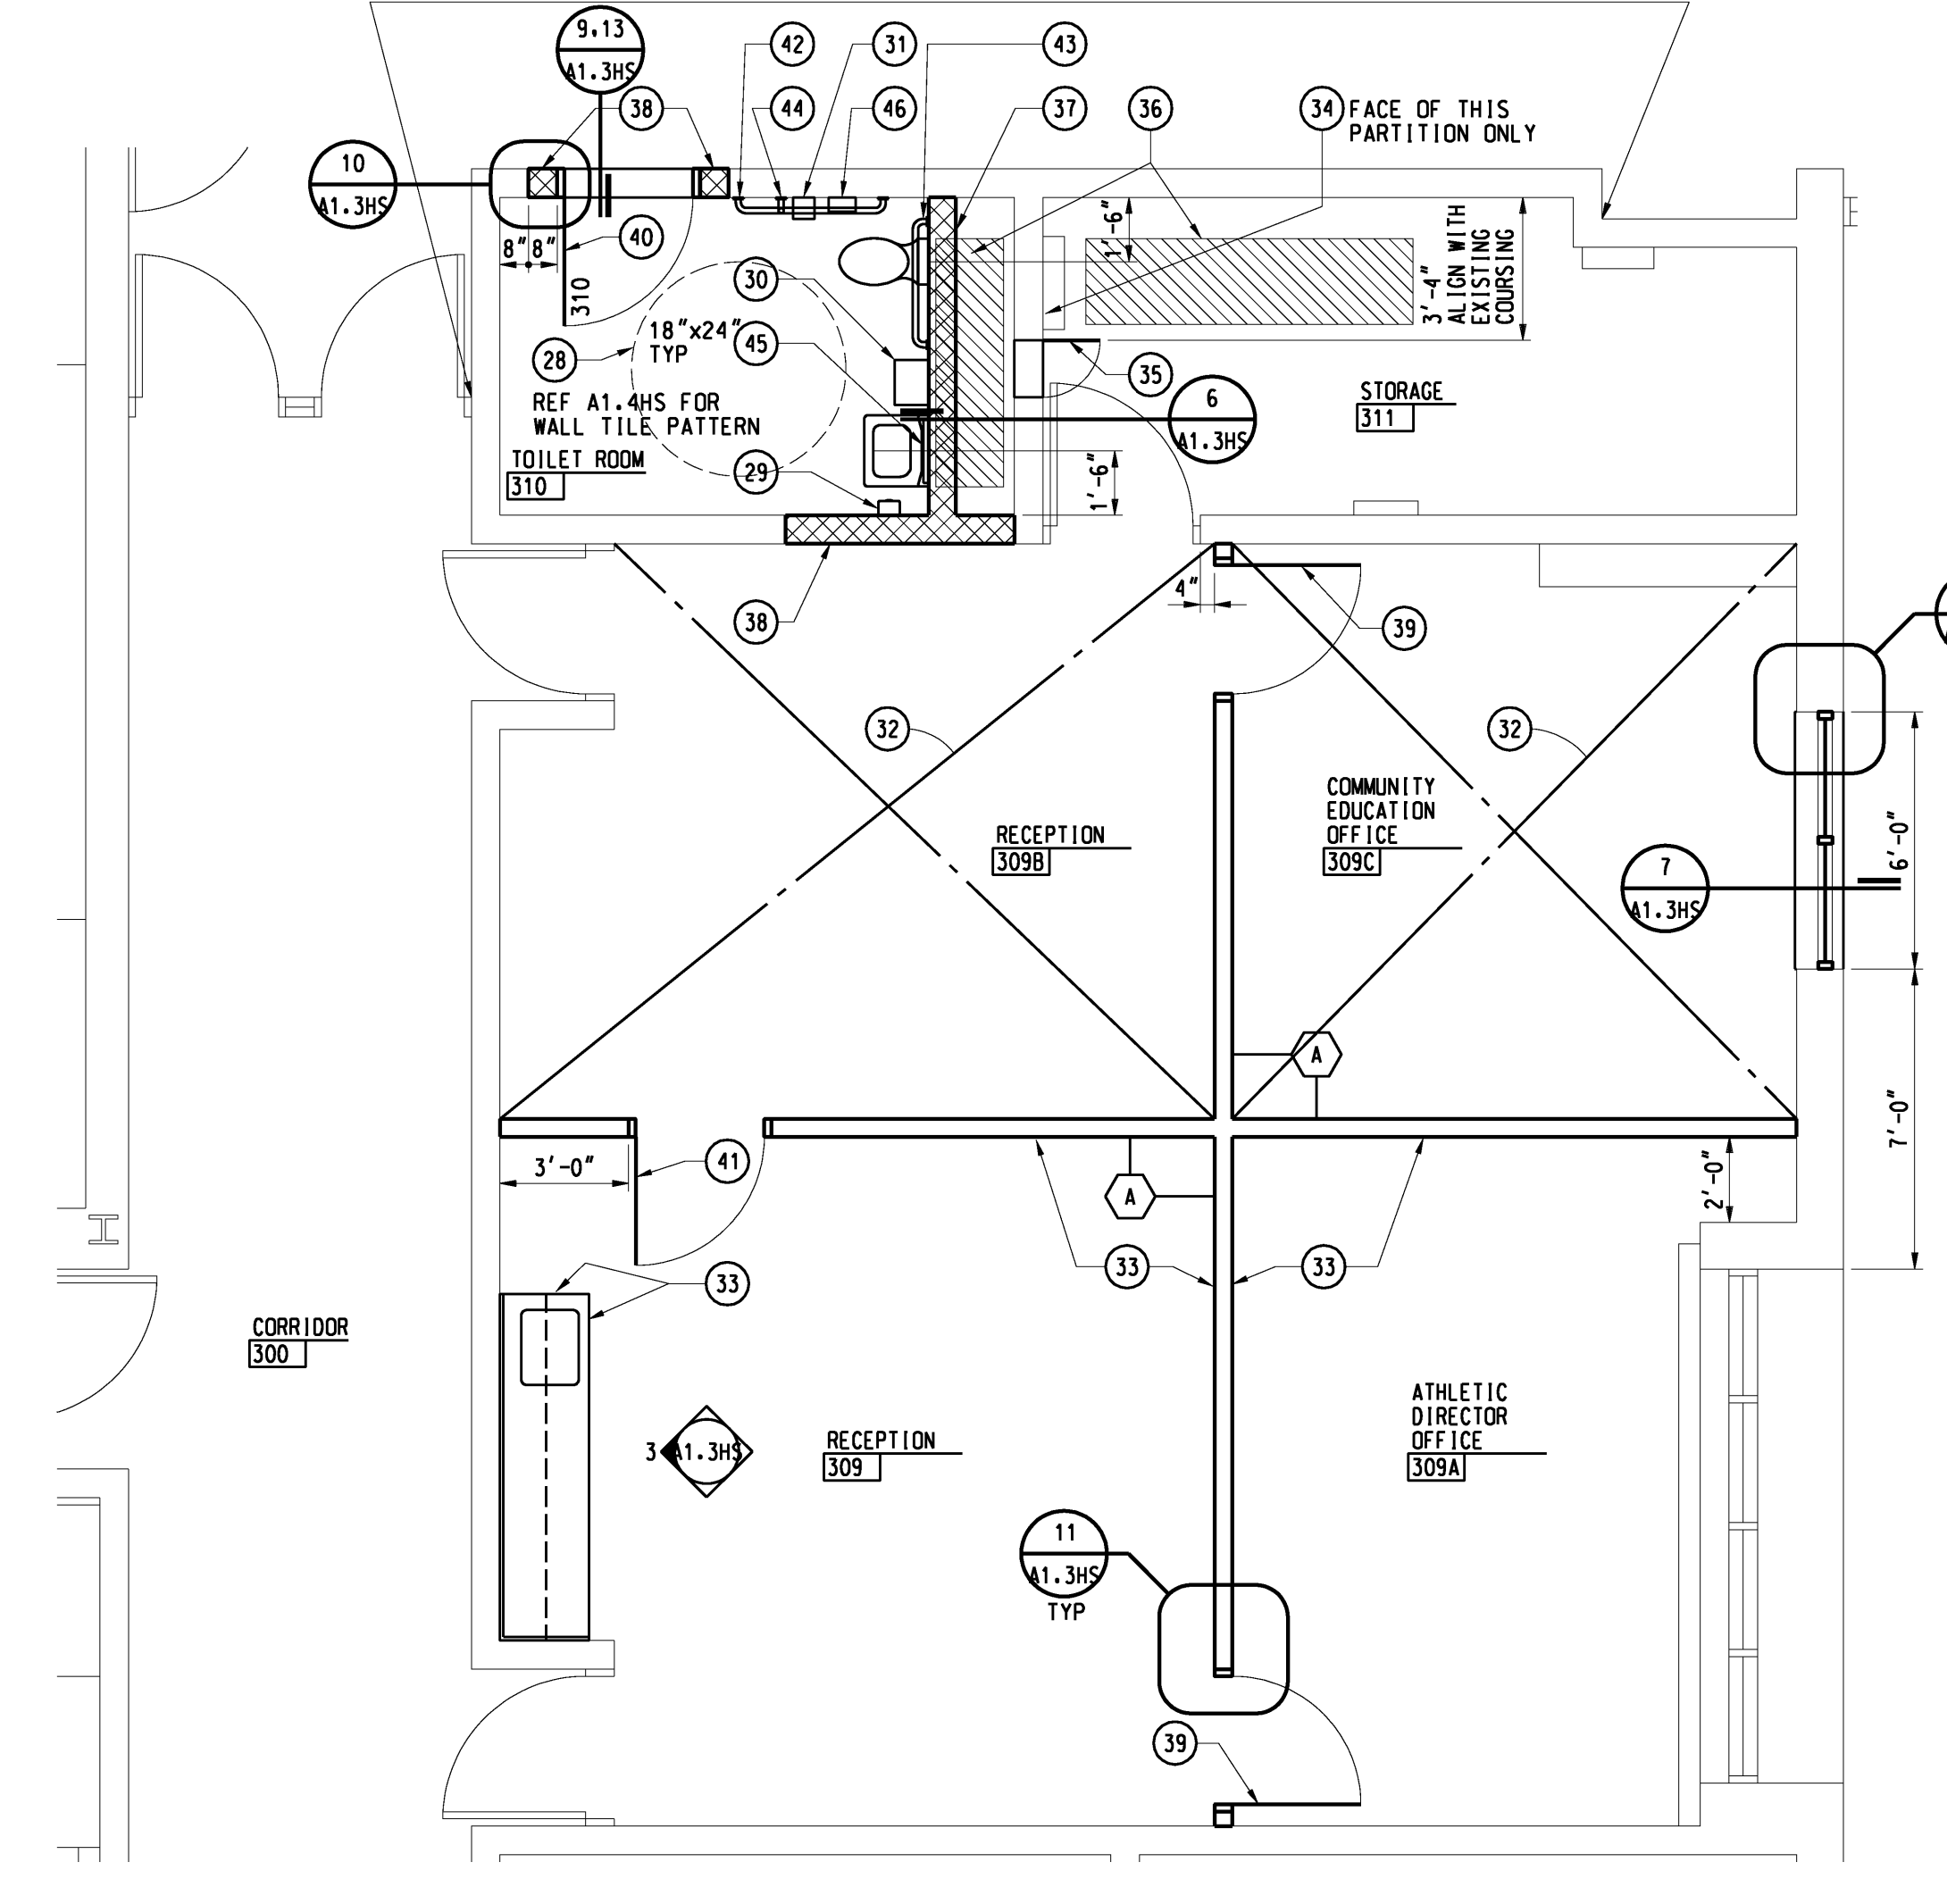 9.13
A1.3HS
42
31
43
38
44
46
37
36
34
FACE OF THIS
PARTITION ONLY
10
A1.3HS
8" 8"
40
310
30
1'-6"
3'-4"
ALIGN WITH
EXISTING
COURSING
28
18"x24"
TYP
45
35
REF A1.4HS FOR
WALL TILE PATTERN
6
A1.3HS
STORAGE
311
TOILET ROOM
310
29
1'-6"
4"
38
39
32
32
COMMUNITY
EDUCATION
OFFICE
309C
RECEPTION
309B
7
A1.3HS
6'-0"
A
3'-0"
41
A
2'-0"
7'-0"
33
33
33
CORRIDOR
300
3
A1.3HS
RECEPTION
309
ATHLETIC
DIRECTOR
OFFICE
309A
11
A1.3HS
TYP
39